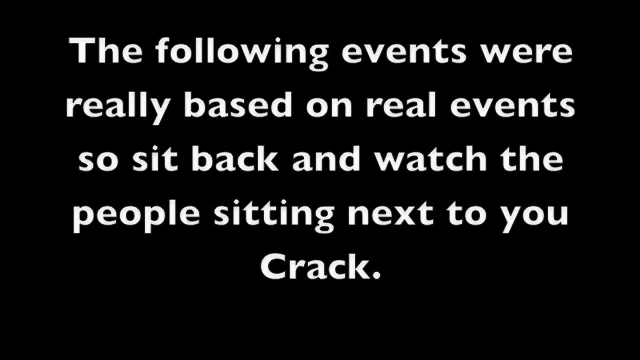 The following events were
really based on real events
so sit back and watch the
people sitting next to you
Crack.